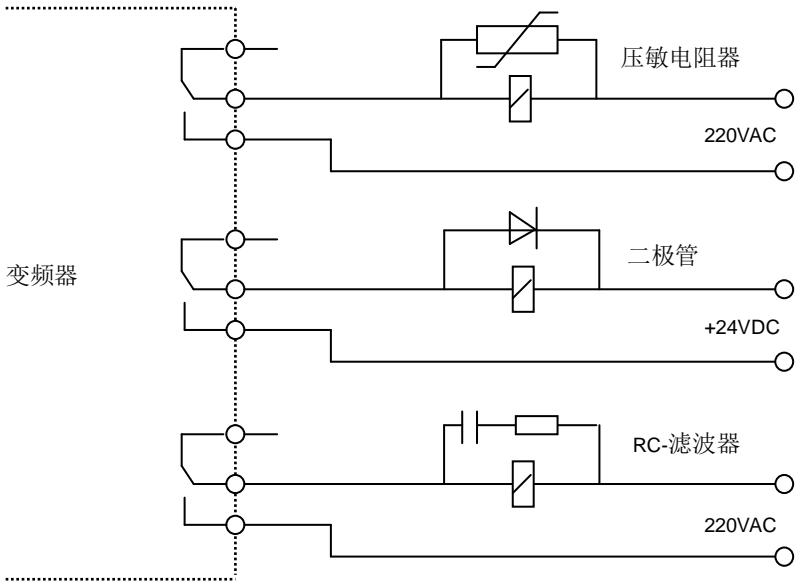 压敏电阻器
220VAC
二极管
变频器
+24VDC
RC-滤波器
220VAC